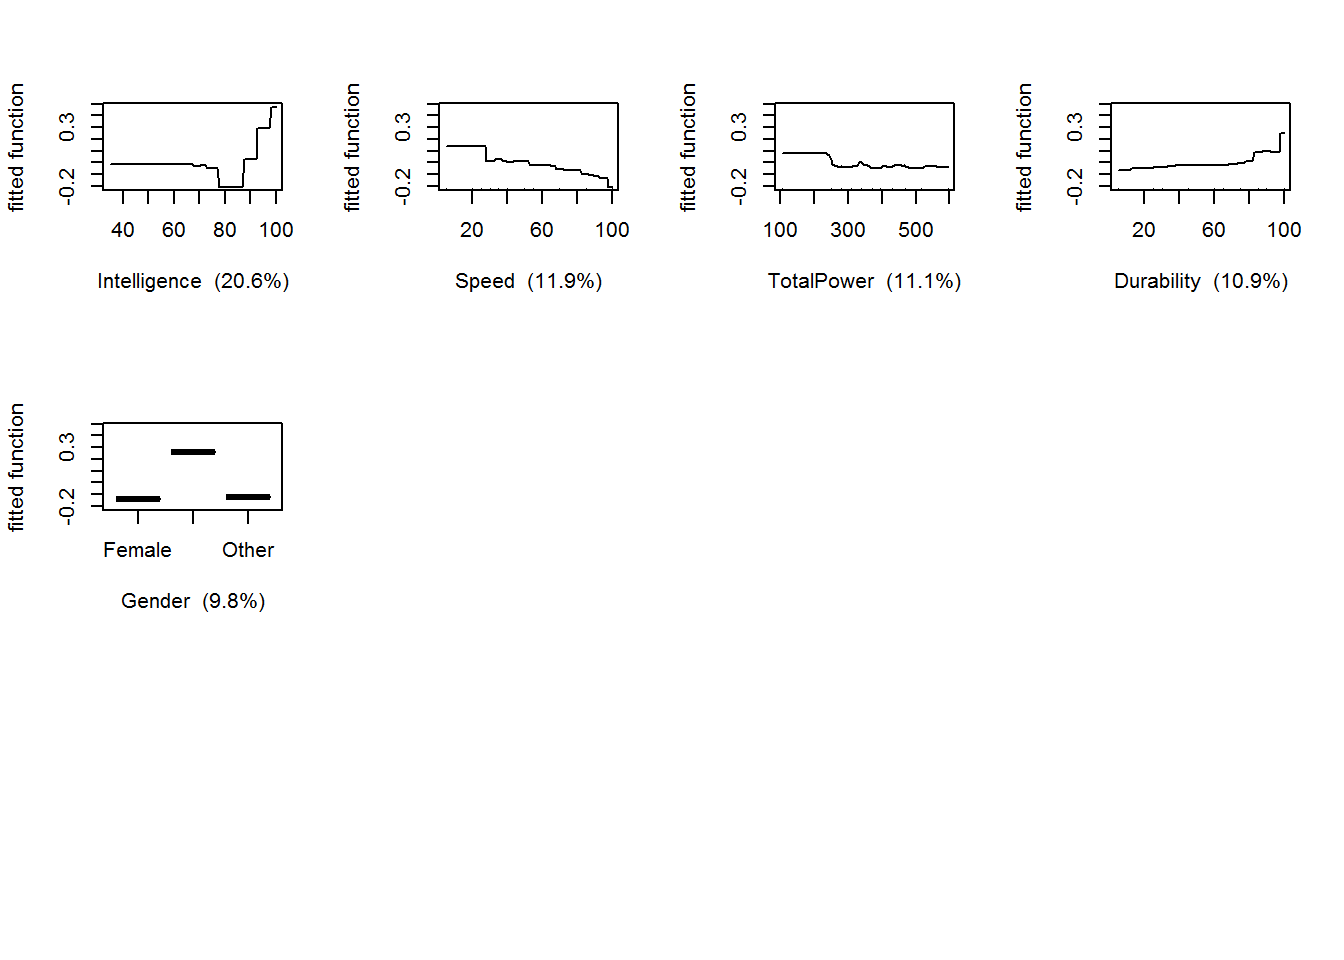 fitted function
0.3
-0.2
40 60 80 100
Intelligence (20.6%)
fitted function
0.3
-0.2
20 60 100
Speed (11.9%)
fitted function
0.3
-0.2
100 300 500
TotalPower (11.1%)
fitted function
0.3
-0.2
20 60 100
Durability (10.9%)
fitted function
0.3
-0.2
Female Other
Gender (9.8%)